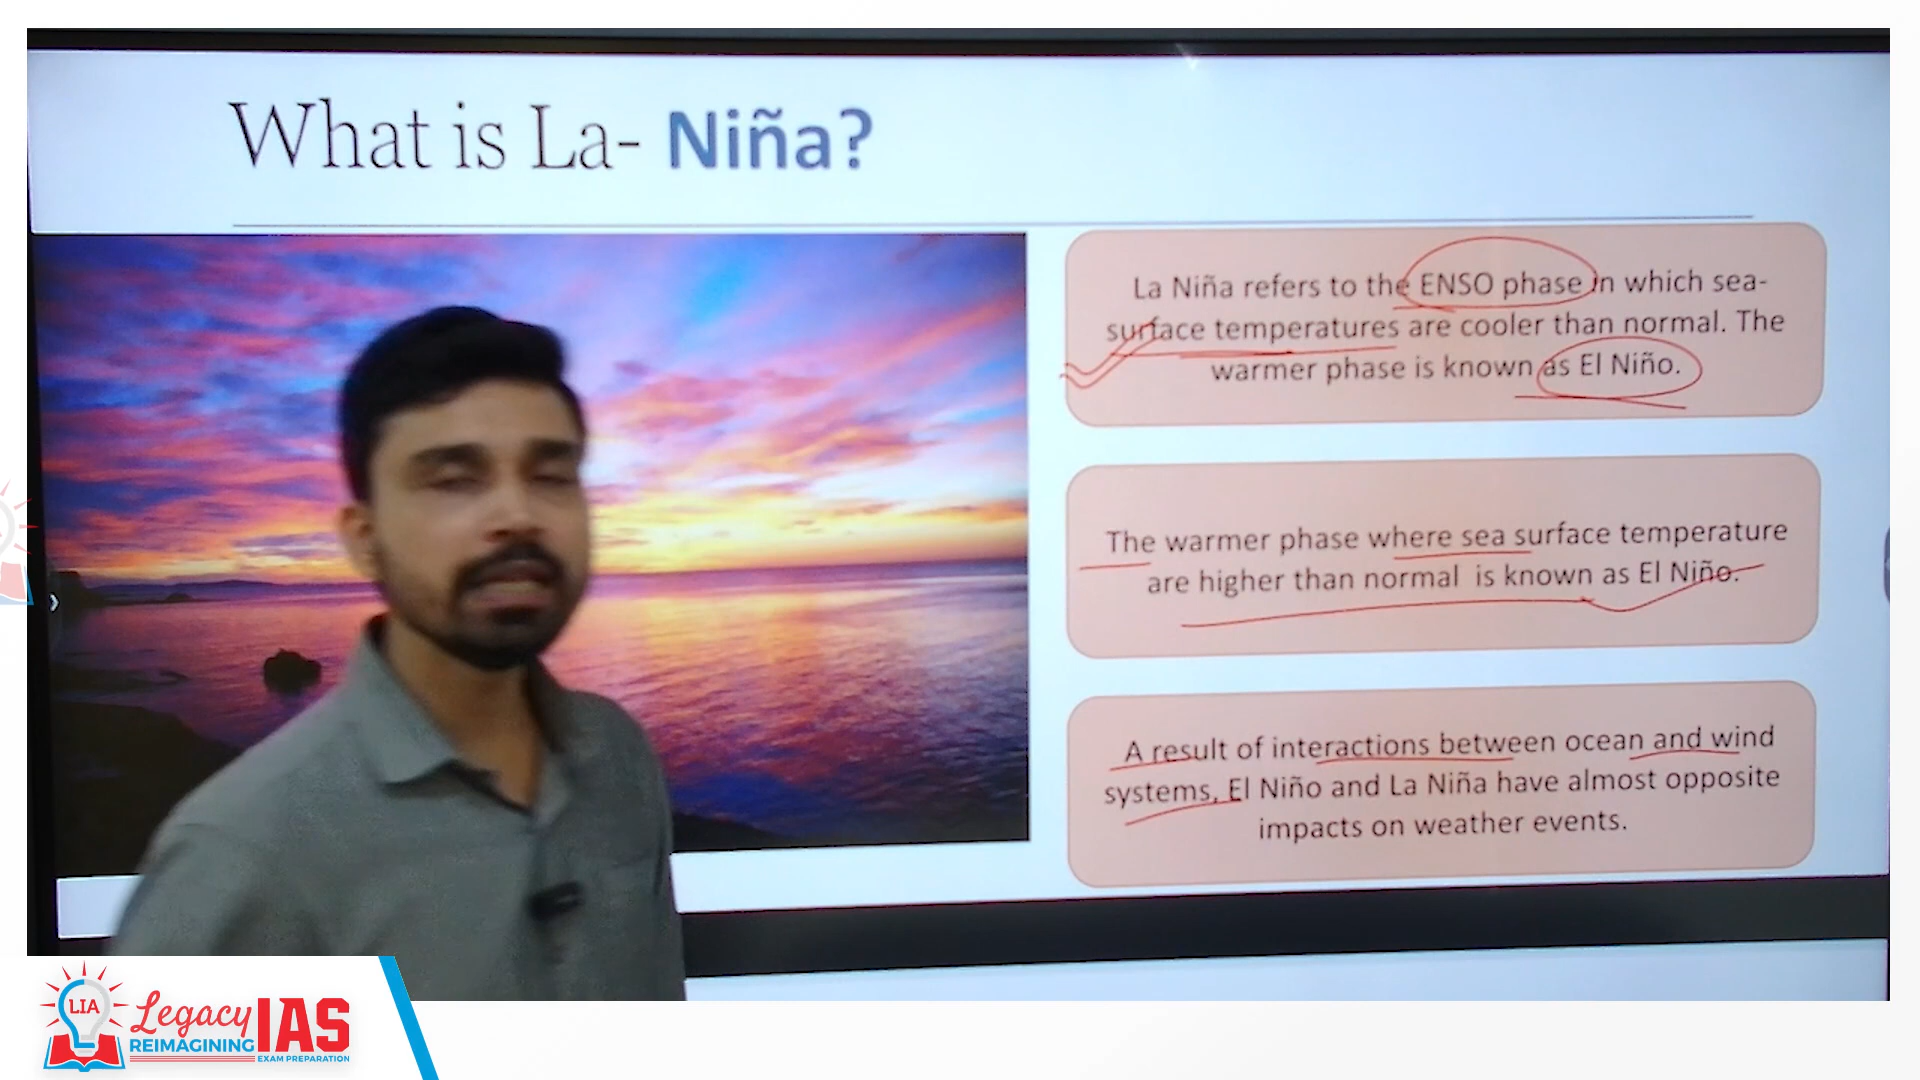 What is La- Niña?
La Niña refers to the ENSO phase in which sea-
surface temperatures are cooler than normal. The
warmer phase is known as El Niño.
The warmer phase where sea surface temperature
are higher than normal is known as El Niño.
A result of interactions between ocean and wind
systems, El Niño and La Niña have almost opposite
impacts on weather events.
LIA
Legacy IAS
REIMAGINING
EXAM PREPARATION